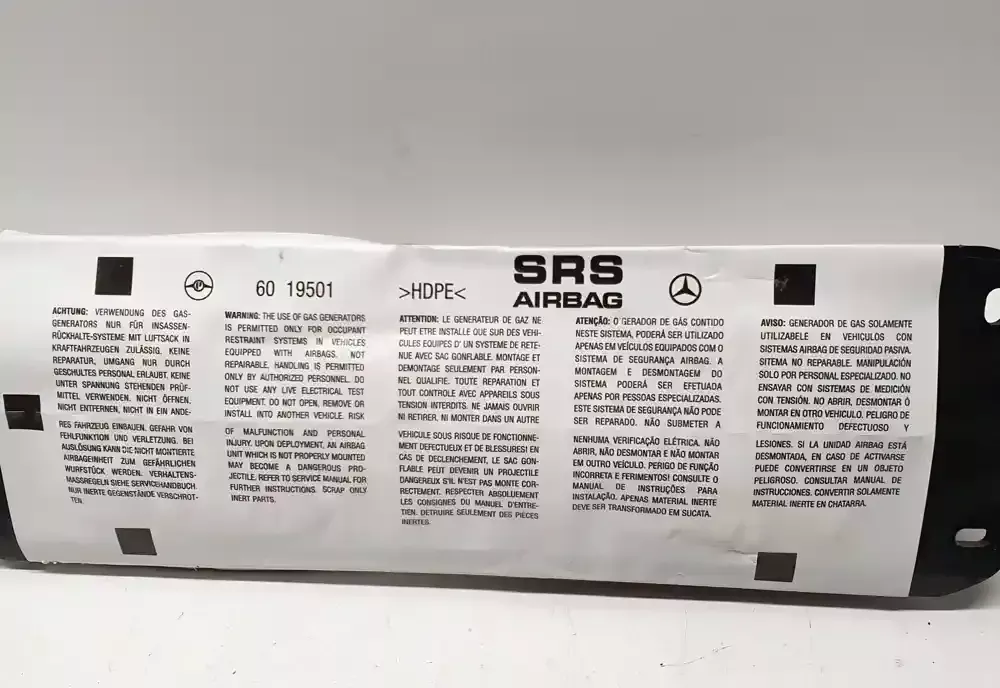 60 19501
>HDPE<
SRS
AIRBAG
ACHTUNG: VERWENDUNG DES GAS-
GENERATORS NUR FÜR INSASSEN-
RÜCKHALTE-SYSTEME MIT LUFTSACK IN
KRAFTFAHRZEUGEN ZULÄSSIG. KEINE
REPARATUR, UMGANG NUR DURCH
GESCHULTES PERSONAL ERLAUBT. KEINE
UNTER SPANNUNG STEHENDEN PRÜF-
MITTEL VERWENDEN. NICHT ÖFFNEN,
NICHT ENTFERNEN, NICHT IN EIN ANDE-
RES FAHRZEUG EINBAUEN. GEFAHR VON
FEHLFUNKTION UND VERLETZUNG. BEI
AUSLÖSUNG KANN DIE NICHT MONTIERTE
AIRBAGEINHEIT ZUM GEFÄHRLICHEN
WURFSTÜCK WERDEN. VERHALTENS-
MASSREGELN SIEHE SERVICEHANDBUCH.
NUR INERTE GEGENSTÄNDE VERSCHROT-
TEN.
WARNING: THE USE OF GAS GENERATORS
IS PERMITTED ONLY FOR OCCUPANT
RESTRAINT SYSTEMS IN VEHICLES
EQUIPPED WITH AIRBAGS. NOT
REPAIRABLE. HANDLING IS PERMITTED
ONLY BY AUTHORIZED PERSONNEL. DO
NOT USE ANY LIVE ELECTRICAL TEST
EQUIPMENT. DO NOT OPEN, REMOVE OR
INSTALL INTO ANOTHER VEHICLE. RISK
OF MALFUNCTION AND PERSONAL
INJURY. UPON DEPLOYMENT, AN AIRBAG
UNIT WHICH IS NOT PROPERLY MOUNTED
MAY BECOME A DANGEROUS PRO-
JECTILE. REFER TO SERVICE MANUAL FOR
FURTHER INSTRUCTIONS. SCRAP ONLY
INERT PARTS.
ATTENTION: LE GENERATEUR DE GAZ NE
PEUT ETRE INSTALLE QUE SUR DES VEHI-
CULES EQUIPES D' UN SYSTEME DE RETE-
NUE AVEC SAC GONFLABLE. MONTAGE ET
DEMONTAGE SEULEMENT PAR PERSON-
NEL QUALIFIE. TOUTE REPARATION ET
TOUT CONTROLE AVEC APPAREILS SOUS
TENSION INTERDITS. NE JAMAIS OUVRIR
NI RETIRER, NI MONTER DANS UN AUTRE
VEHICULE SOUS RISQUE DE FONCTIONNE-
MENT DEFECTUEUX ET DE BLESSURES! EN
CAS DE DECLENCHEMENT, LE SAC GON-
FLABLE PEUT DEVENIR UN PROJECTILE
DANGEREUX S'IL N'EST PAS MONTE COR-
RECTEMENT. RESPECTER ABSOLUEMENT
LES CONSIGNES DU MANUEL D'ENTRE-
TIEN. DETRUIRE SEULEMENT DES PIECES
INERTES.
ATENÇÃO: O GERADOR DE GÁS CONTIDO
NESTE SISTEMA, PODERÁ SER UTILIZADO
APENAS EM VEÍCULOS EQUIPADOS COM O
SISTEMA DE SEGURANÇA AIRBAG. A
MONTAGEM E DESMONTAGEM DO
SISTEMA PODERÁ SER EFETUADA
APENAS POR PESSOAS ESPECIALIZADAS.
ESTE SISTEMA DE SEGURANÇA NÃO PODE
SER REPARADO. NÃO SUBMETER A
NENHUMA VERIFICAÇÃO ELÉTRICA. NÃO
ABRIR, NÃO DESMONTAR E NÃO MONTAR
EM OUTRO VEÍCULO. PERIGO DE FUNÇÃO
INCORRETA E FERIMENTOS! CONSULTE O
MANUAL DE INSTRUÇÕES PARA
INSTALAÇÃO. APENAS MATERIAL INERTE
DEVE SER TRANSFORMADO EM SUCATA.
AVISO: GENERADOR DE GAS SOLAMENTE
UTILIZABELE EN VEHICULOS CON
SISTEMAS AIRBAG DE SEGURIDAD PASIVA.
SITEMA NO REPARABLE. MANIPULACIÓN
SOLO POR PERSONAL ESPECIALIZADO. NO
ENSAYAR CON SISTEMAS DE MEDICIÓN
CON TENSIÓN. NO ABRIR, DESMONTAR Ó
MONTAR EN OTRO VEHICULO. PELIGRO DE
FUNCIONAMIENTO DEFECTUOSO Y
LESIONES. SI LA UNIDAD AIRBAG ESTÁ
DESMONTADA, EN CASO DE ACTIVARSE
PUEDE CONVERTIRSE EN UN OBJETO
PELIGROSO. CONSULTAR MANUAL DE
INSTRUCCIONES. CONVERTIR SOLAMENTE
MATERIAL INERTE EN CHATARRA.